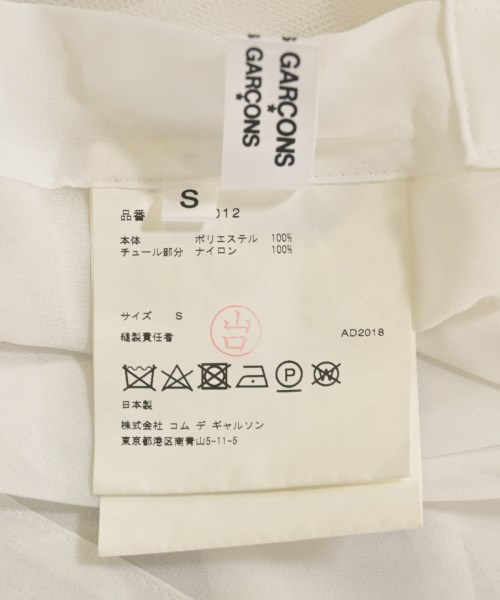 GARÇONS
GARÇONS
S
品番 012
本体 ポリエステル 100%
チュール部分 ナイロン 100%
サイズ S
縫製責任者 山口 AD2018
P W
日本製
株式会社 コム デ ギャルソン
東京都港区南青山5-11-5